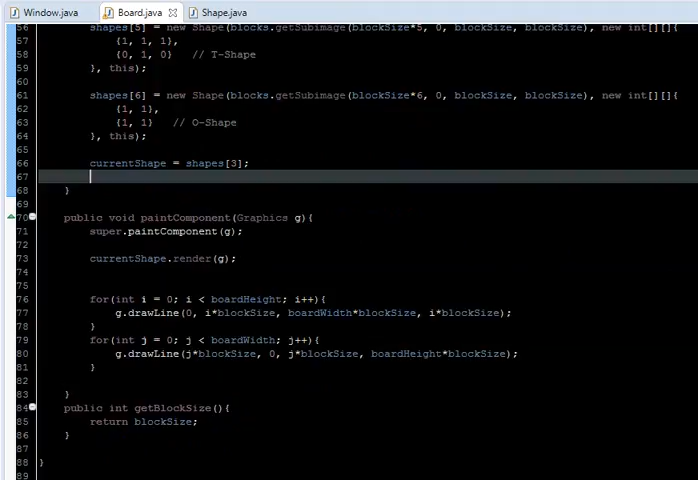 Window.java
Board.java
Shape.java
56 shapes[5] = new Shape(blocks.getSubimage(blockSize*5, 0, blockSize, blockSize), new int[][]{
57 {1, 1, 1},
58 {0, 1, 0} // T-Shape
59 }, this);
60
61 shapes[6] = new Shape(blocks.getSubimage(blockSize*6, 0, blockSize, blockSize), new int[][]{
62 {1, 1},
63 {1, 1} // O-Shape
64 }, this);
65
66 currentShape = shapes[3];
67
68 }
69
70 public void paintComponent(Graphics g){
71 super.paintComponent(g);
72
73 currentShape.render(g);
74
75
76 for(int i = 0; i < boardHeight; i++){
77 g.drawLine(0, i*blockSize, boardWidth*blockSize, i*blockSize);
78 }
79 for(int j = 0; j < boardWidth; j++){
80 g.drawLine(j*blockSize, 0, j*blockSize, boardHeight*blockSize);
81 }
82
83 }
84 public int getBlockSize(){
85 return blockSize;
86 }
87
88 }
89